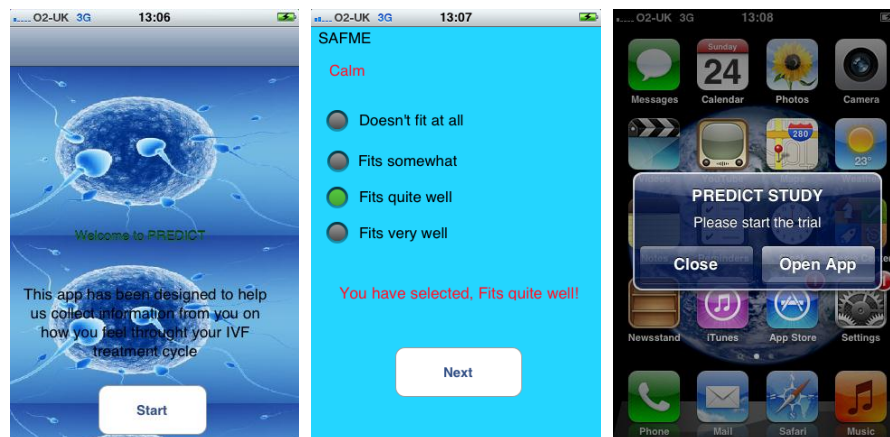 O2-UK 3G 13:06
Welcome to PREDICT
This app has been designed to help
us collect information from you on
how you feel throught your IVF
treatment cycle
Start
O2-UK 3G 13:07
SAFME
Calm
Doesn't fit at all
Fits somewhat
Fits quite well
Fits very well
You have selected, Fits quite well!
Next
O2-UK 3G 13:08
Sunday
24
280
23°
Messages Calendar Photos Camera
PREDICT STUDY
Please start the trial
Close Open App
Notes Reminders
Newsstand iTunes App Store Settings
Phone Mail Safari Music